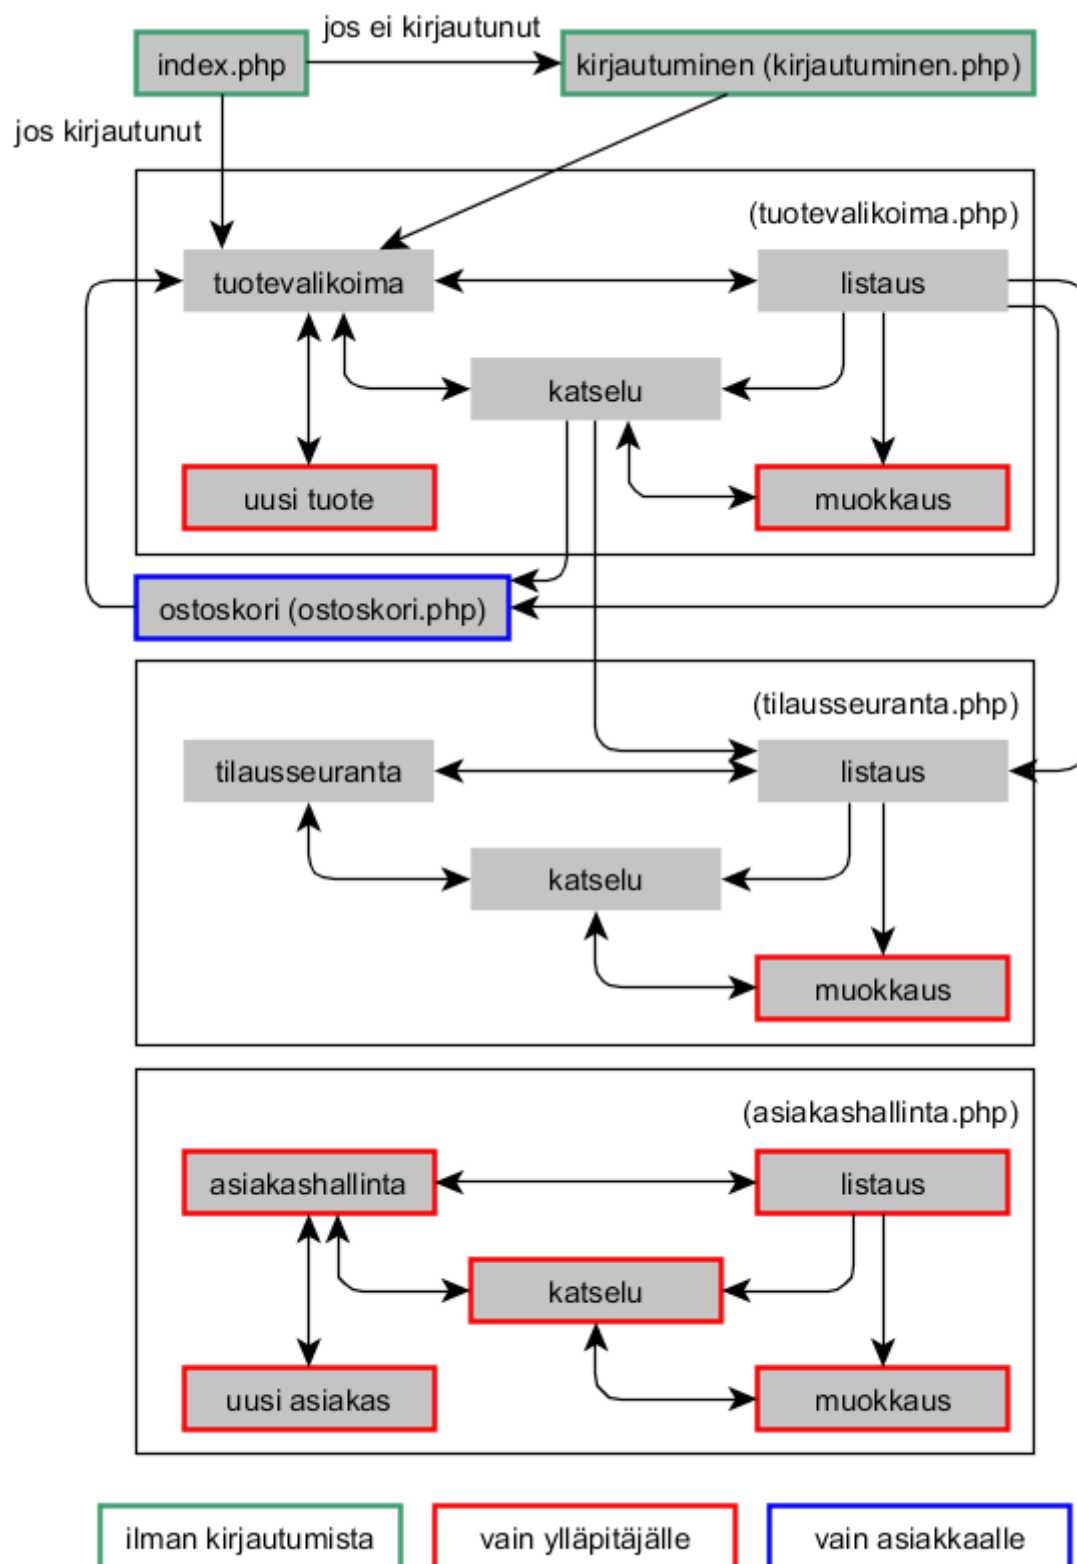 jos ei kirjautunut
index.php
kirjautuminen (kirjautuminen.php)
jos kirjautunut
(tuotevalikoima.php)
tuotevalikoima
listaus
katselu
uusi tuote
muokkaus
ostoskori (ostoskori.php)
(tilausseuranta.php)
tilausseuranta
listaus
katselu
muokkaus
(asiakashallinta.php)
asiakashallinta
listaus
katselu
uusi asiakas
muokkaus
ilman kirjautumista
vain ylläpitäjälle
vain asiakkaalle